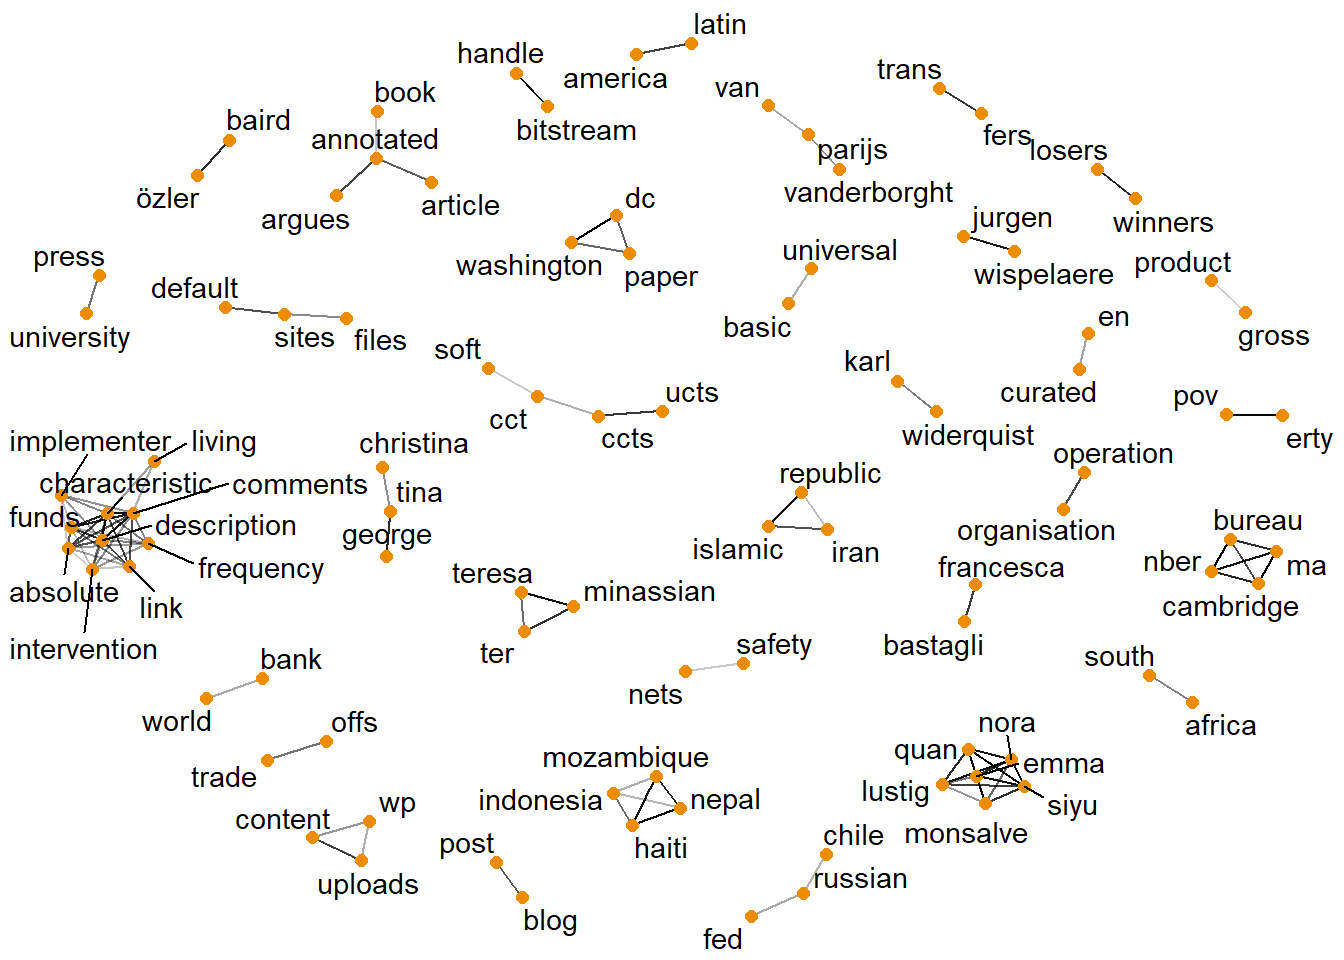 latin
handle
america
trans
van
book
bitstream
baird
annotated
fers
parijs
losers
özler
argues
article
vanderborght
dc
jurgen
winners
washington
paper
universal
wispelaere
product
press
default
university
sites
files
basic
en
gross
soft
cct
ucts
ccts
karl
curated
pov
widerquist
erty
implementer
living
christina
characteristic
comments
tina
republic
operation
funds
description
george
islamic
iran
organisation
bureau
frequency
teresa
minassian
francesca
nber
ma
absolute
link
cambridge
intervention
ter
bastagli
safety
south
bank
nets
world
offs
africa
trade
mozambique
nora
quan
emma
content
wp
indonesia
nepal
lustig
siyu
uploads
post
haiti
monsalve
chile
russian
blog
fed